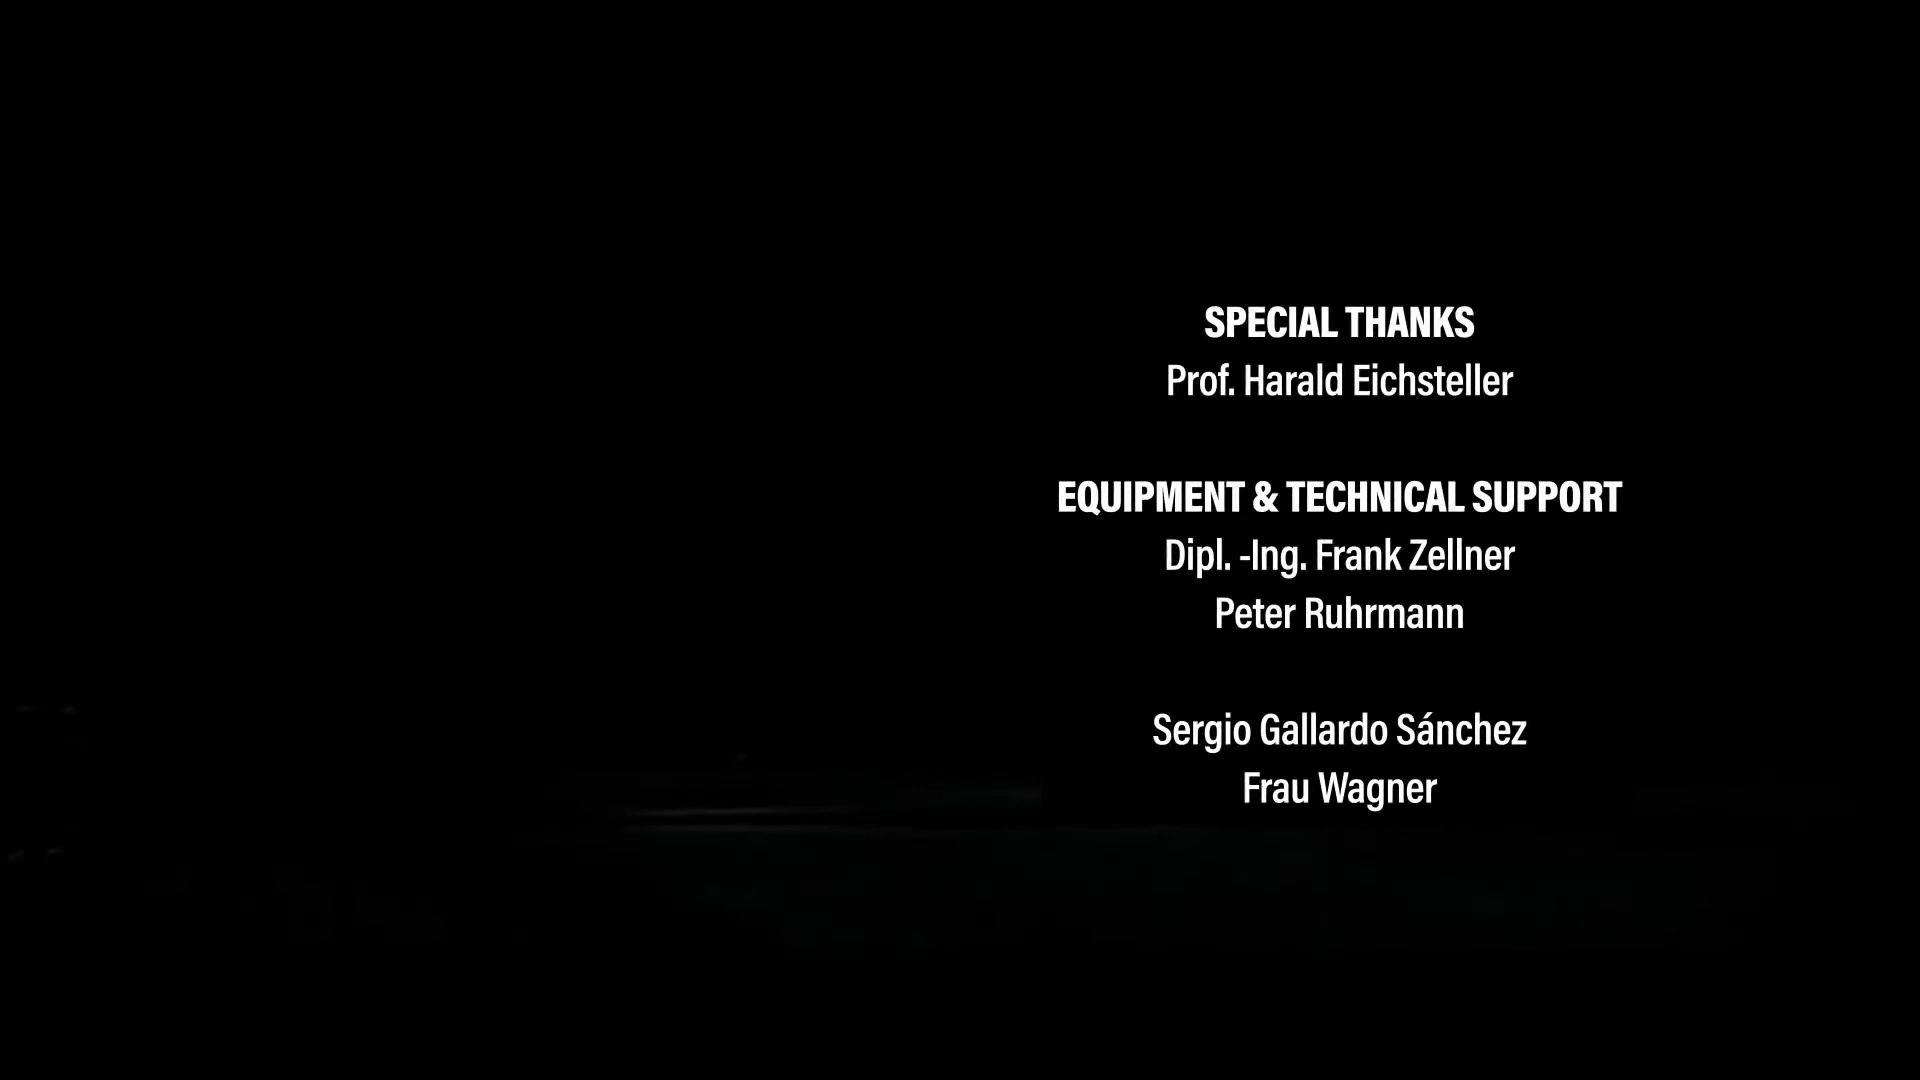 SPECIAL THANKS
Prof. Harald Eichsteller
EQUIPMENT & TECHNICAL SUPPORT
Dipl. -Ing. Frank Zellner
Peter Ruhrmann
Sergio Gallardo Sánchez
Frau Wagner